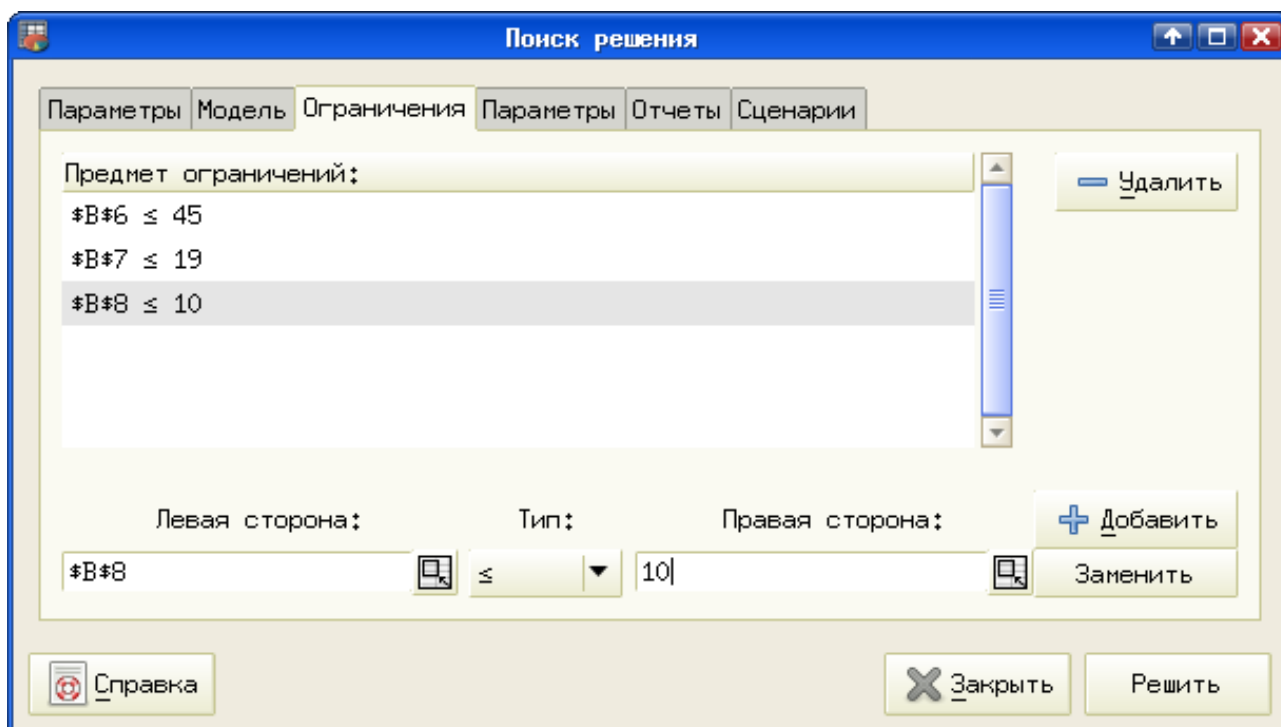 Поиск решения
Параметры Модель Ограничения Параметры Отчеты Сценарии
Предмет ограничений:
Удалить
$B$6 ≤ 45
$B$7 ≤ 19
$B$8 ≤ 10
Левая сторона: Тип: Правая сторона: Добавить
$B$8 ≤ 10 Заменить
Справка Закрыть Решить